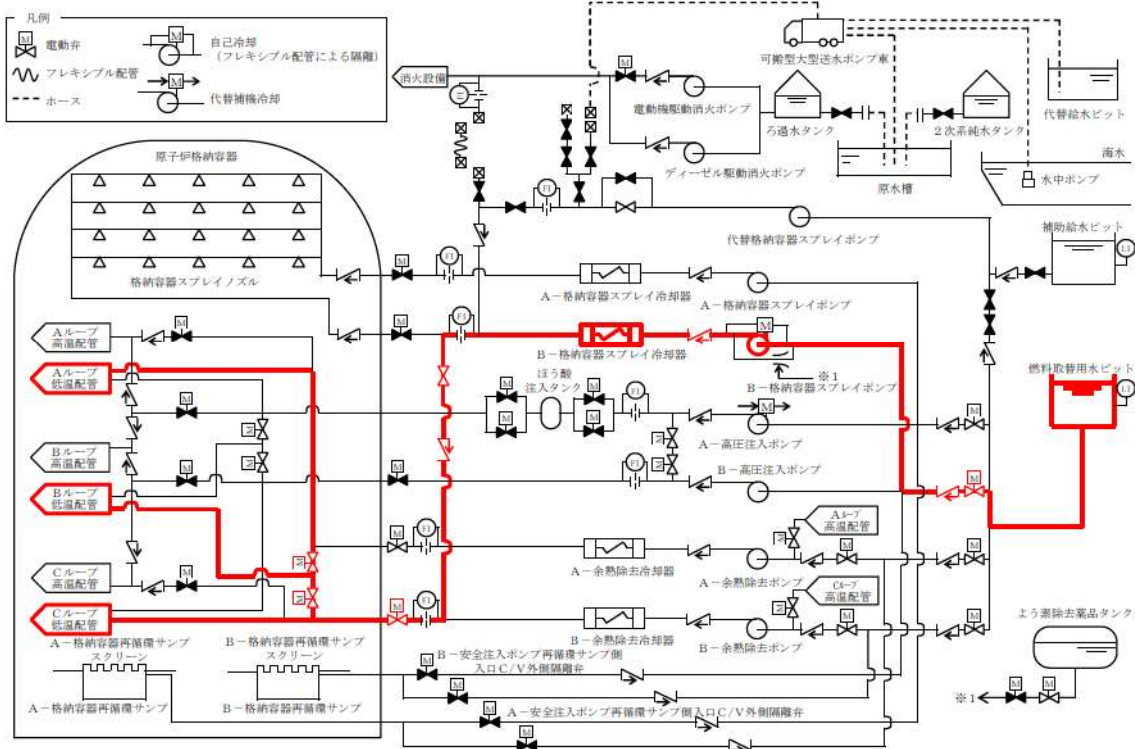 凡例
M
電動弁
フレキシブル配管
ホース
M
自己冷却
(フレキシブル配管による隔離)
M
代替補機冷却
消火設備
M
電動機駆動消火ポンプ
ディーゼル駆動消火ポンプ
可搬型大型送水ポンプ車
ろ過水タンク
2次系純水タンク
原水槽
代替給水ピット
海水
水中ポンプ
補助給水ピット
原子炉格納容器
格納容器スプレイノズル
FI
代替格納容器スプレイポンプ
M
FI
A-格納容器スプレイ冷却器
A-格納容器スプレイポンプ
M
FI
B-格納容器スプレイ冷却器
M
※1
B-格納容器スプレイポンプ
燃料取替用水ピット
Aループ
高温配管
M
Aループ
低温配管
ほう酸
注入タンク
M
M
M
M
M
FI
M
A-高圧注入ポンプ
M
Bループ
高温配管
M
M
M
M
FI
B-高圧注入ポンプ
M
Bループ
低温配管
Aループ
高温配管
M
M
FI
A-余熱除去冷却器
A-余熱除去ポンプ
M
M
M
Cループ
高温配管
M
Cループ
高温配管
M
M
FI
B-余熱除去冷却器
B-余熱除去ポンプ
M
M
M
Cループ
低温配管
よう素除去薬品タンク
M
M
※1
A-格納容器再循環サンプ
スクリーン
B-格納容器再循環サンプ
スクリーン
B-安全注入ポンプ再循環サンプ側
入口C/V外側隔離弁
M
M
A-格納容器再循環サンプ
B-格納容器再循環サンプ
A-安全注入ポンプ再循環サンプ側入口C/V外側隔離弁
M
M